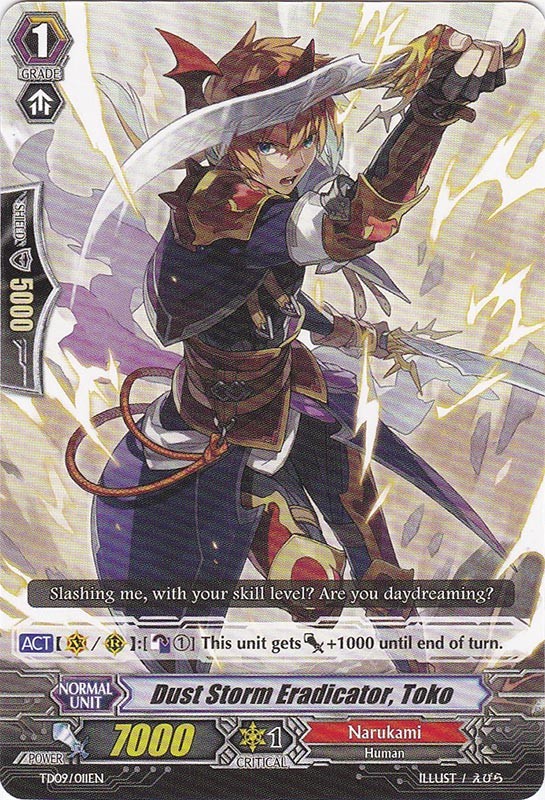 1
GRADE
SHIELD
5000
Slashing me, with your skill level? Are you daydreaming?
ACT【 / 】:[ ①] This unit gets +1000 until end of turn.
NORMAL
UNIT
Dust Storm Eradicator, Toko
POWER
7000
1
CRITICAL
Narukami
Human
TD09/011EN
ILLUST / えびら